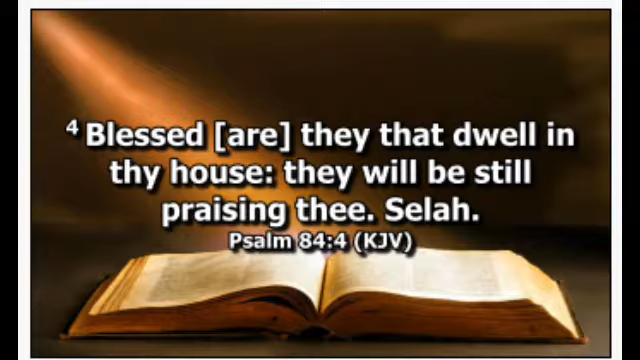 4 Blessed [are] they that dwell in
thy house: they will be still
praising thee. Selah.
Psalm 84:4 (KJV)